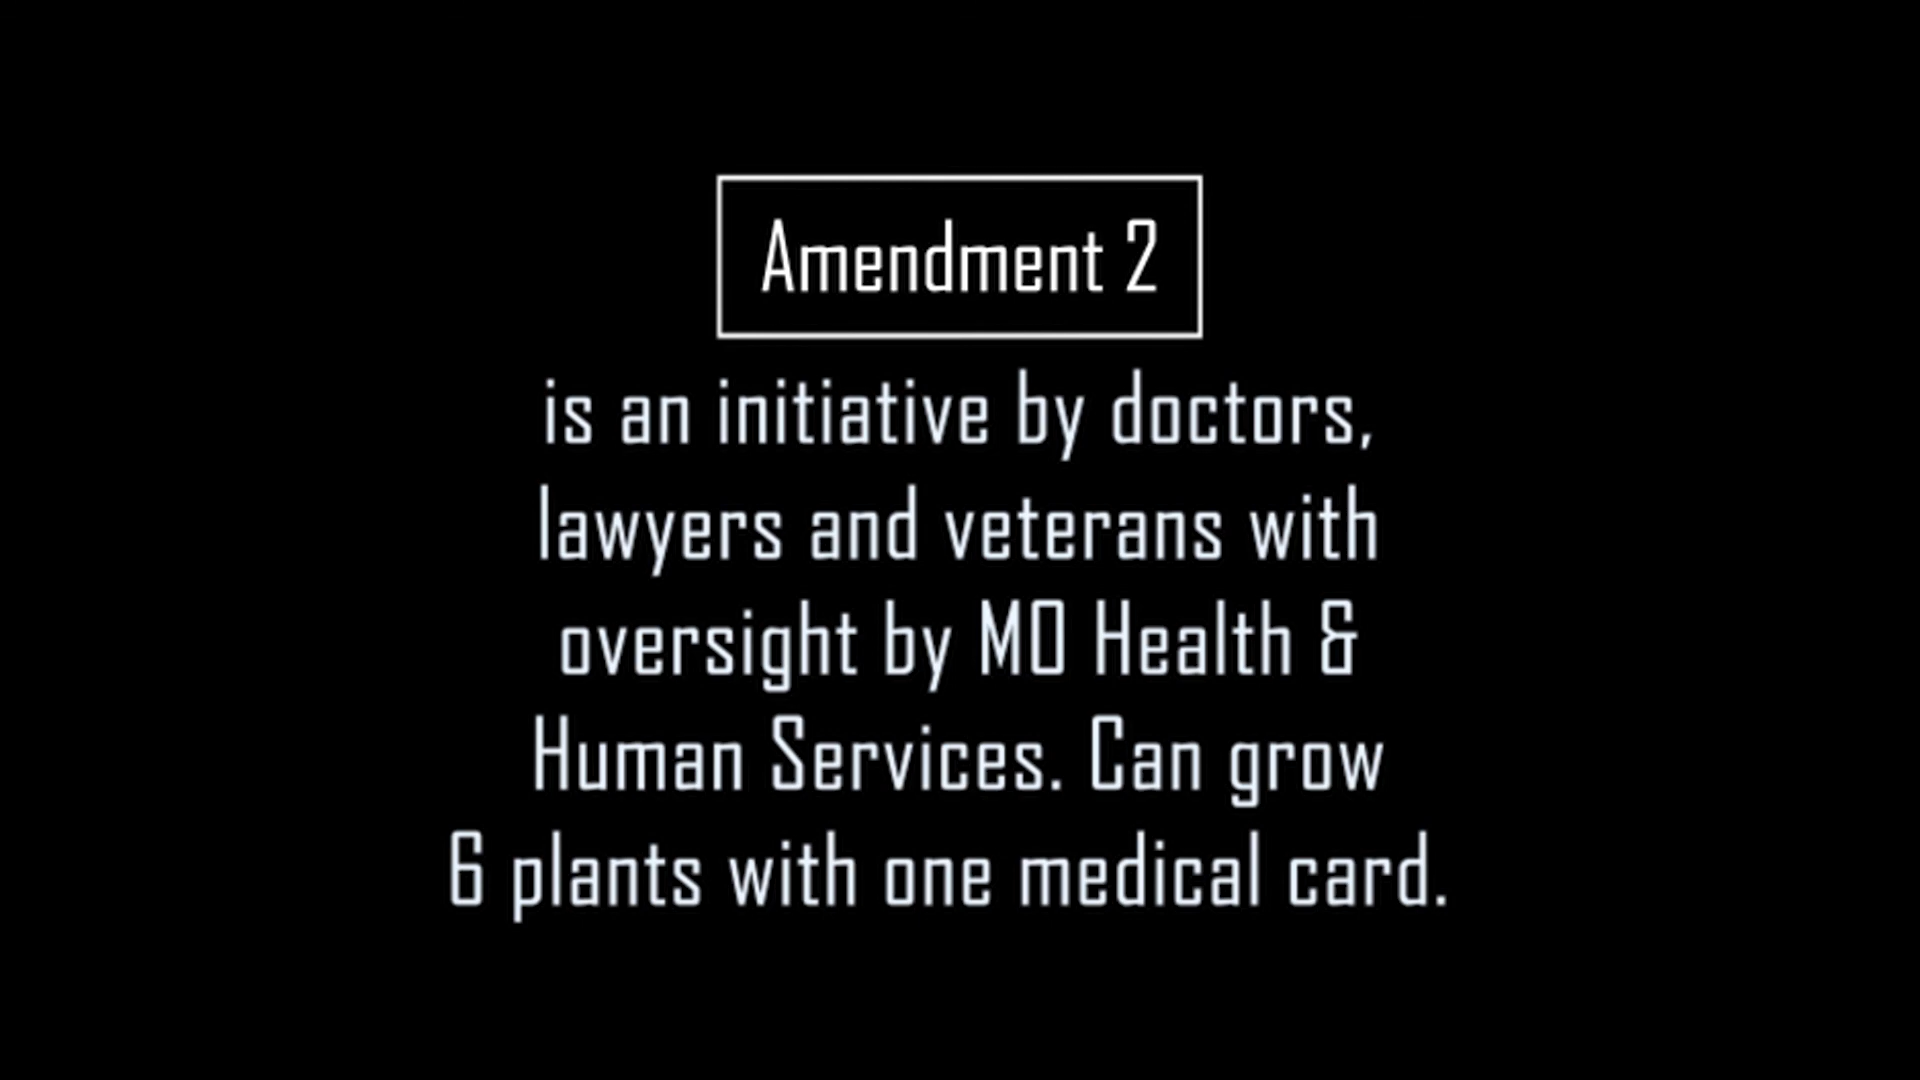 Amendment 2
is an initiative by doctors,
lawyers and veterans with
oversight by MO Health &
Human Services. Can grow
6 plants with one medical card.